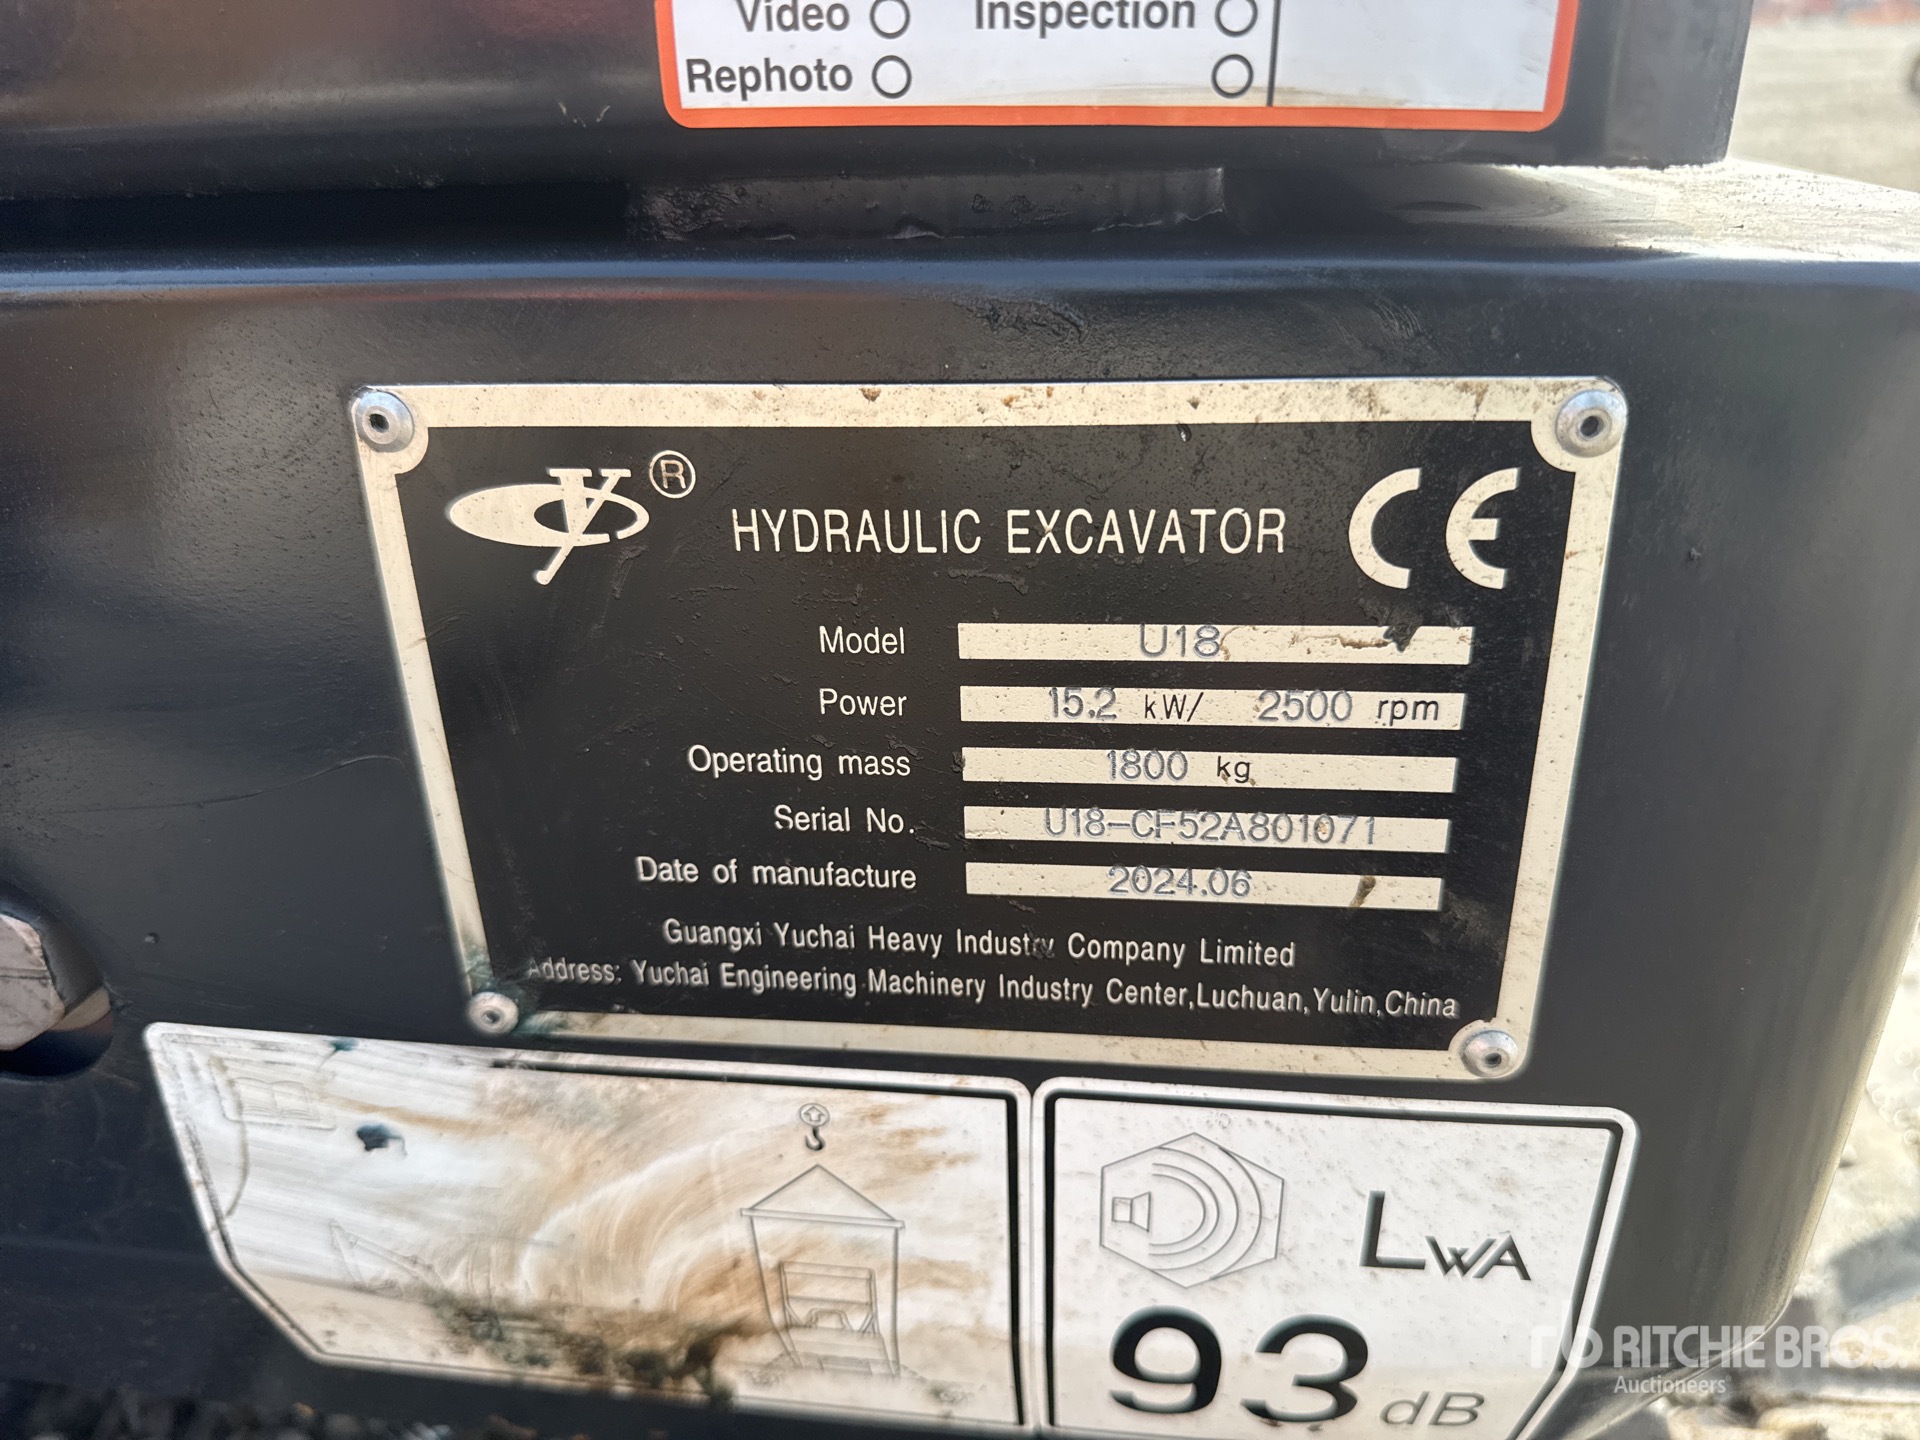 Video Inspection
Rephoto
® HYDRAULIC EXCAVATOR CE
Model U18
Power 15.2 kW/ 2500 rpm
Operating mass 1800 kg
Serial No. U18-CF52A801071
Date of manufacture 2024.06
Guangxi Yuchai Heavy Industry Company Limited
Address: Yuchai Engineering Machinery Industry Center,Luchuan,Yulin,China
LWA
93 dB
RITCHIE BROS.
Auctioneers